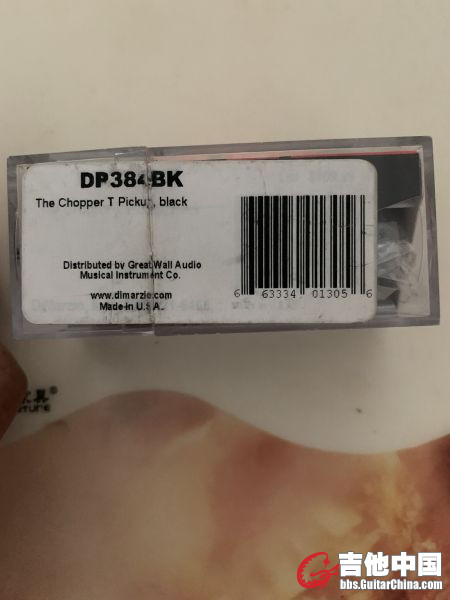 DP384BK
The Chopper T Pickup, black
Distributed by Great Wall Audio
Musical Instrument Co.
www.dimarzio.com
Made in U.S.A.
6 63334 01305 6
吉他中国
bbs.GuitarChina.com